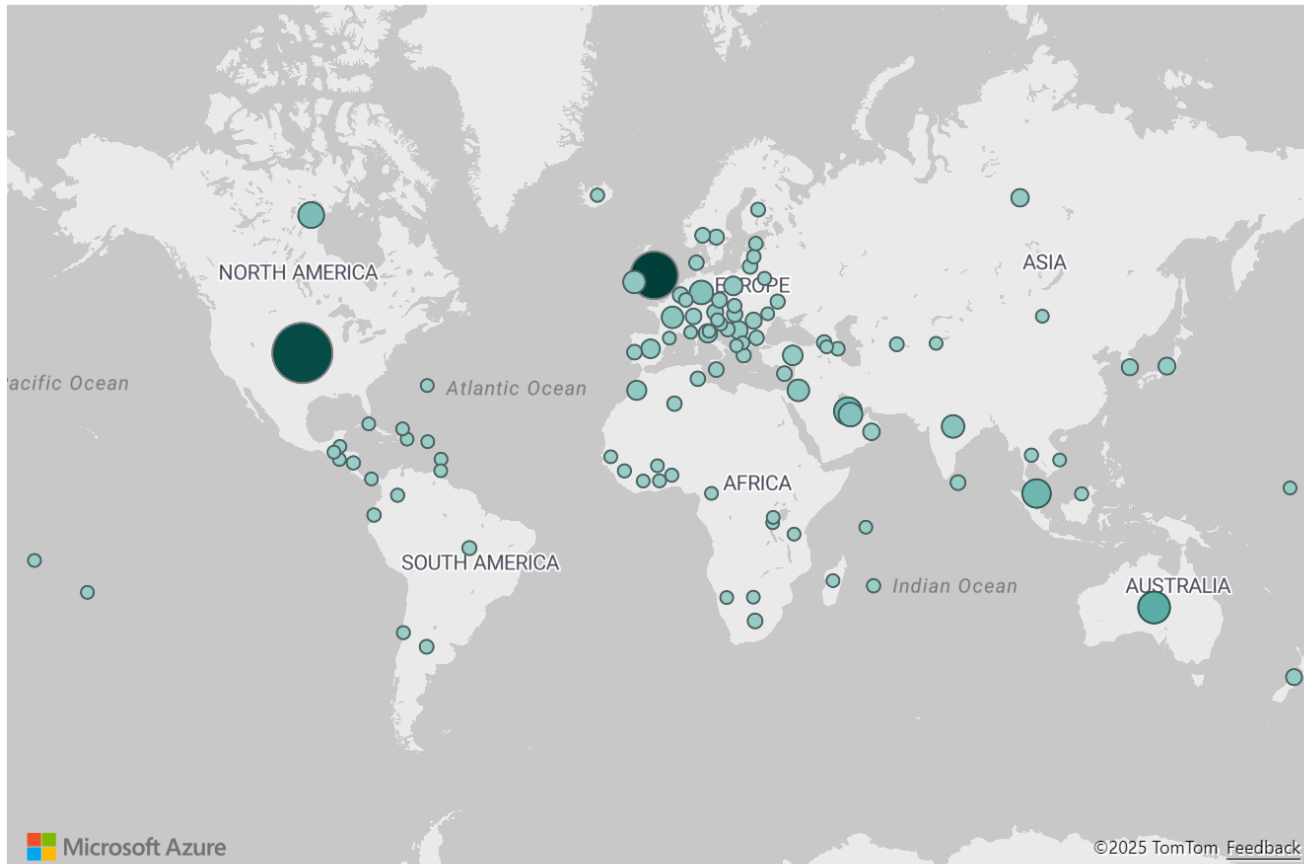 NORTH AMERICA
EUROPE
ASIA
Pacific Ocean
Atlantic Ocean
AFRICA
SOUTH AMERICA
Indian Ocean
AUSTRALIA
Microsoft Azure
©2025 TomTom Feedback